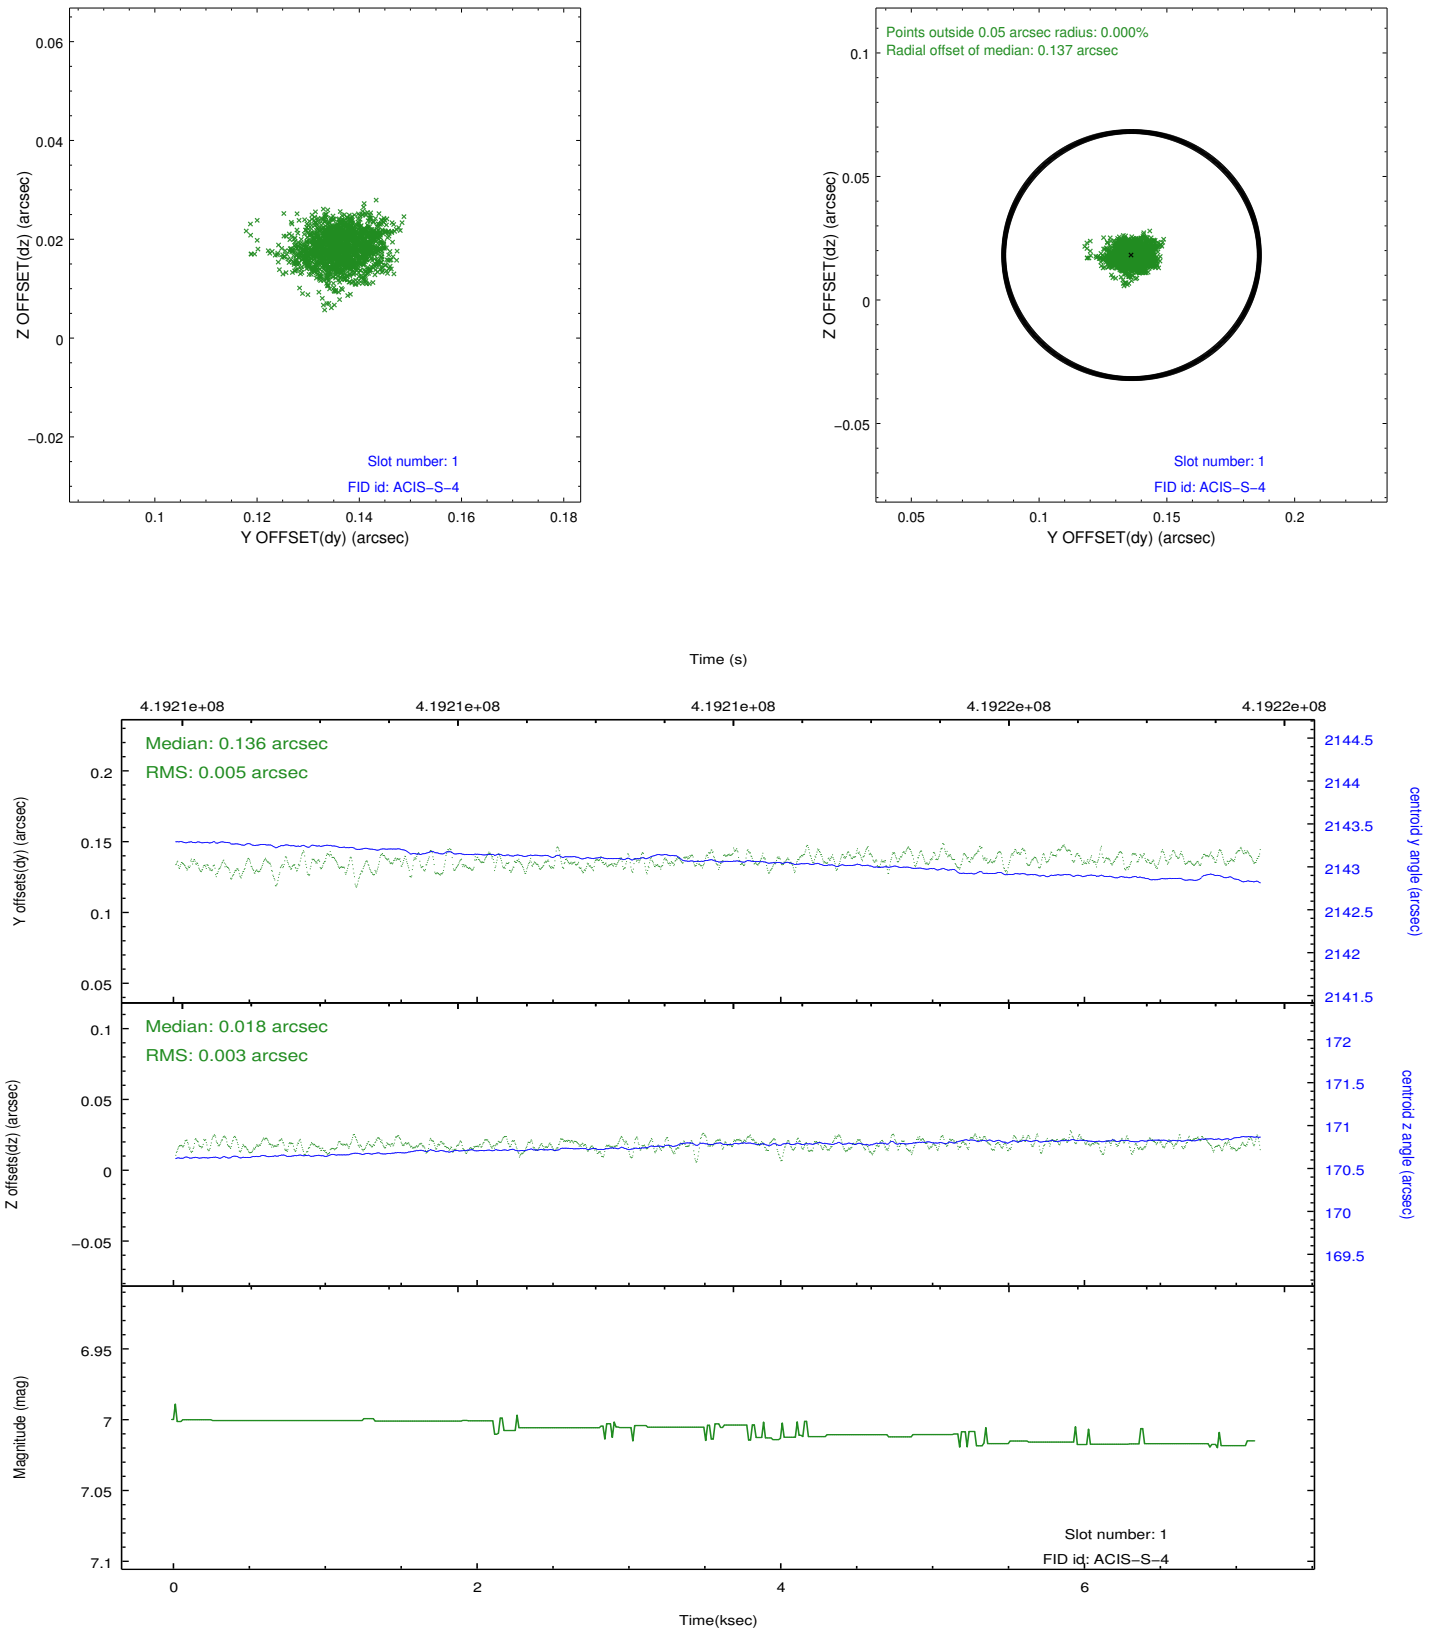 0.06
0.04
0.02
0
−0.02
Z OFFSET(dz) (arcsec)
Slot number: 1
FID id: ACIS−S−4
0.1 0.12 0.14 0.16 0.18
Y OFFSET(dy) (arcsec)
Points outside 0.05 arcsec radius: 0.000%
Radial offset of median: 0.137 arcsec
0.1
0.05
0
−0.05
Z OFFSET(dz) (arcsec)
Slot number: 1
FID id: ACIS−S−4
0.05 0.1 0.15 0.2
Y OFFSET(dy) (arcsec)
Time (s)
4.1921e+08 4.1921e+08 4.1921e+08 4.1922e+08 4.1922e+08
Median: 0.136 arcsec
RMS: 0.005 arcsec
0.2
0.15
0.1
0.05
Y offsets(dy) (arcsec)
2144.5
2144
2143.5
2143
2142.5
2142
2141.5
centroid y angle (arcsec)
Median: 0.018 arcsec
RMS: 0.003 arcsec
0.1
0.05
0
−0.05
Z offsets(dz) (arcsec)
172
171.5
171
170.5
170
169.5
centroid z angle (arcsec)
6.95
7
7.05
7.1
Magnitude (mag)
Slot number: 1
FID id: ACIS−S−4
0 2 4 6
Time(ksec)